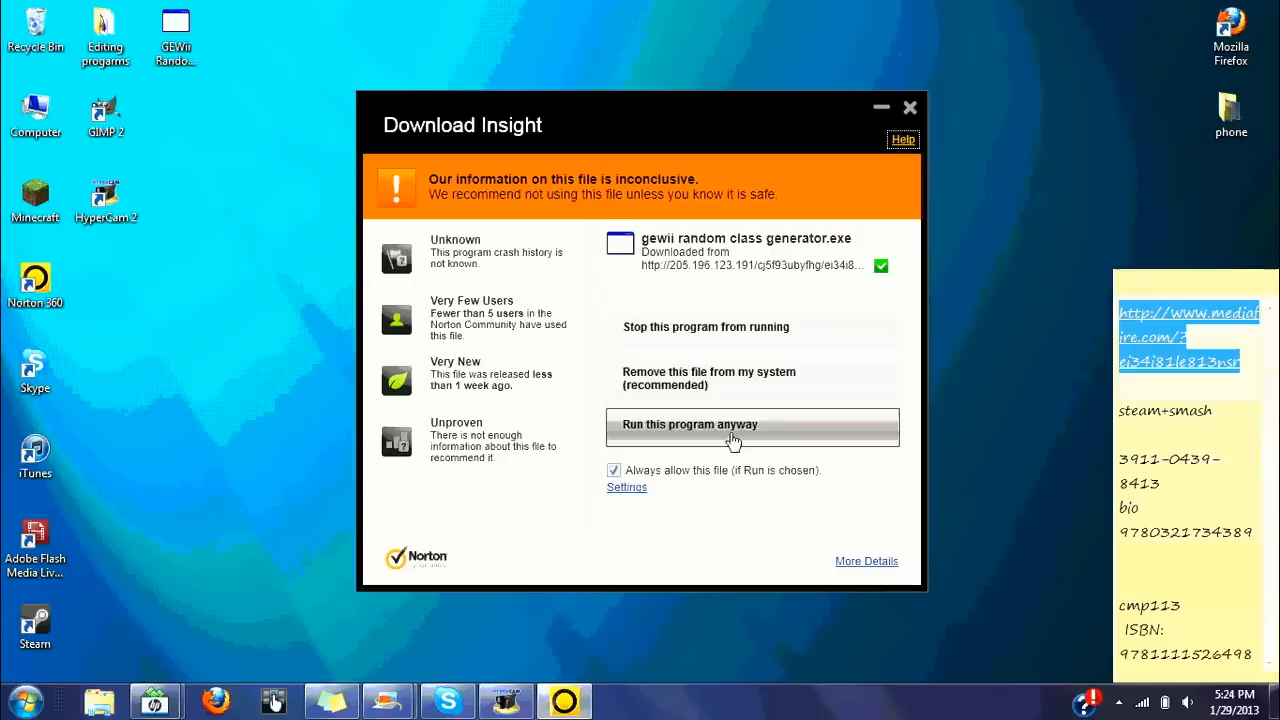 Recycle Bin
Editing
progarms
GEWii
Rando...
Computer
GIMP 2
Minecraft
HyperCam 2
Norton 360
Skype
iTunes
Adobe Flash
Media Liv...
Steam
Mozilla
Firefox
phone
Download Insight
Help
Our information on this file is inconclusive.
We recommend not using this file unless you know it is safe.
Unknown
This program crash history is
not known.
Very Few Users
Fewer than 5 users in the
Norton Community have used
this file.
Very New
This file was released less
than 1 week ago.
Unproven
There is not enough
information about this file to
recommend it.
gewii random class generator.exe
Downloaded from
http://205.196.123.191/cj5f93ubyfhg/ei34i8...
Stop this program from running
Remove this file from my system
(recommended)
Run this program anyway
Always allow this file (if Run is chosen).
Settings
Norton
More Details
http://www.mediaf
ire.com/?
ei34i81le813nsr
steam+smash
3911-0439-
8413
bio
9780321734389
cmp113
ISBN:
9781111526498
5:24 PM
1/29/2013